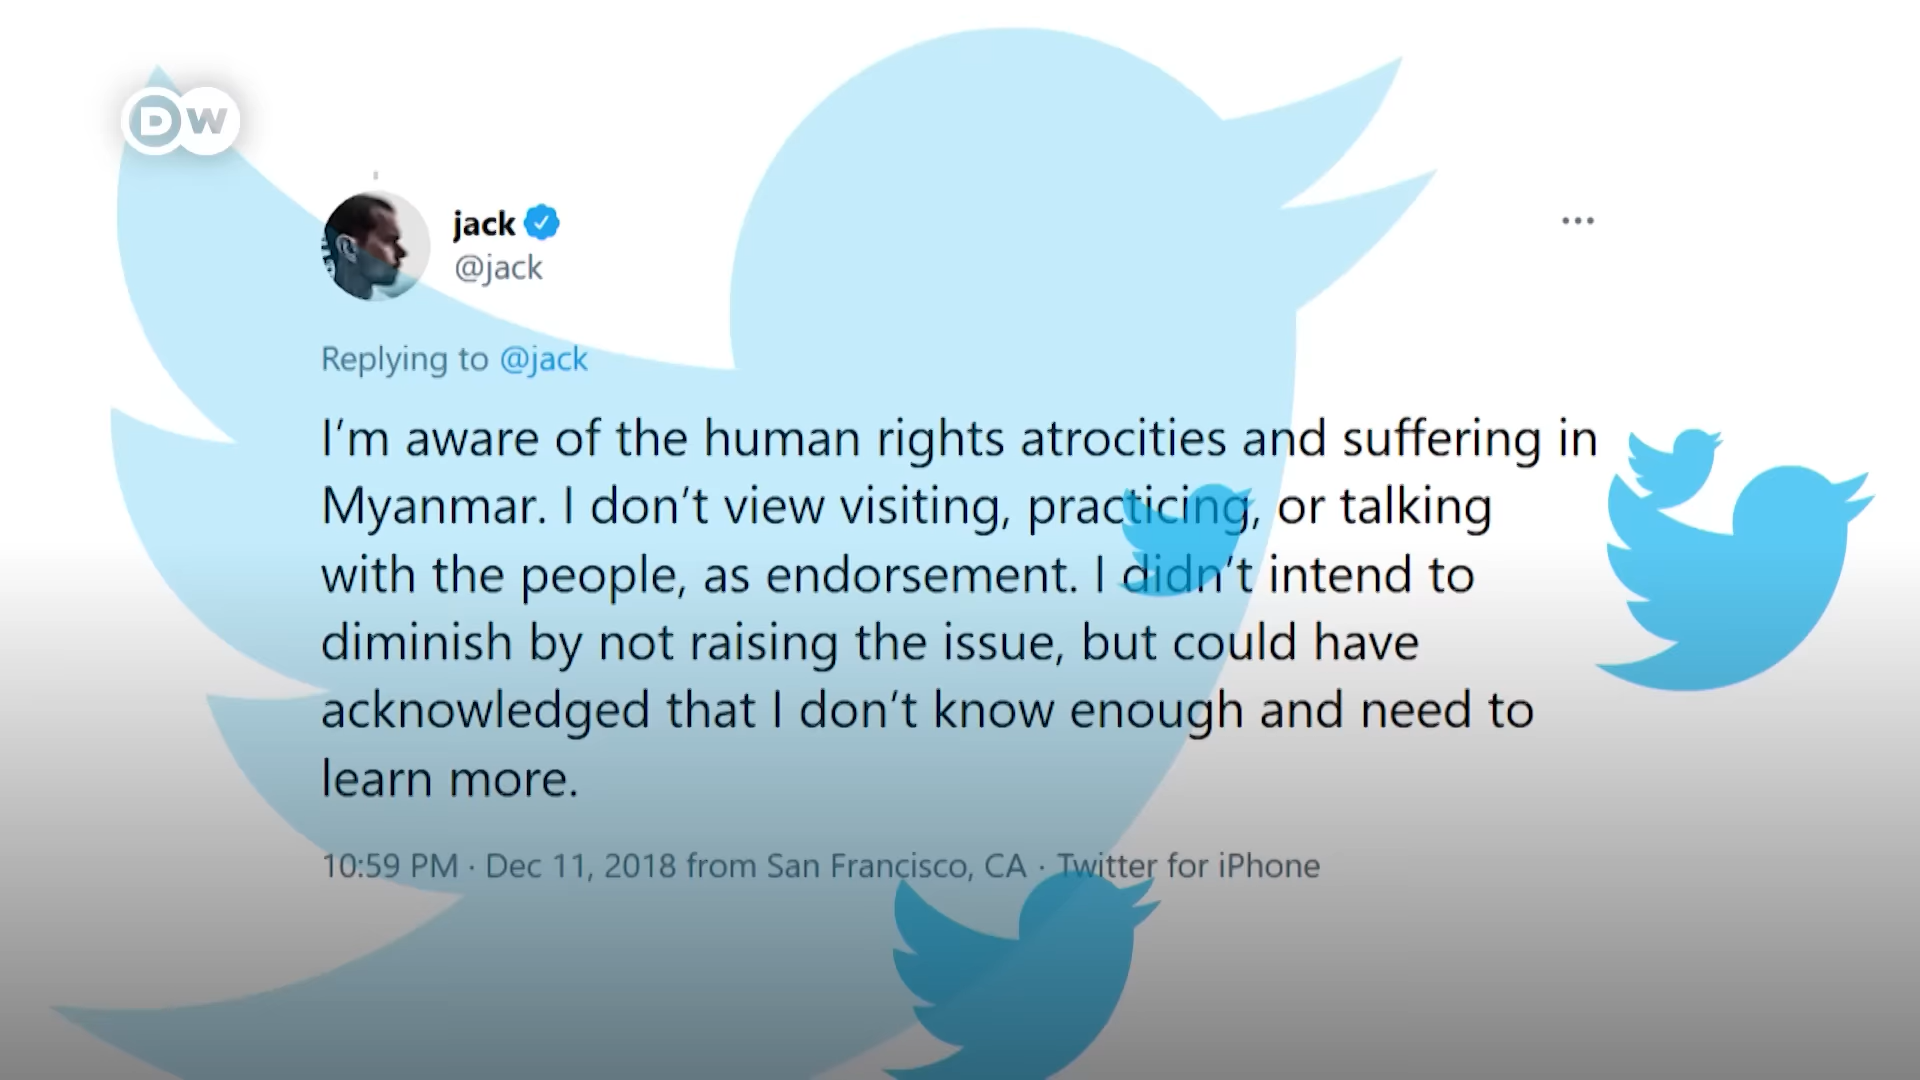 DW
jack
@jack
Replying to @jack
I’m aware of the human rights atrocities and suffering in
Myanmar. I don’t view visiting, practicing, or talking
with the people, as endorsement. I didn’t intend to
diminish by not raising the issue, but could have
acknowledged that I don’t know enough and need to
learn more.
10:59 PM · Dec 11, 2018 from San Francisco, CA · Twitter for iPhone